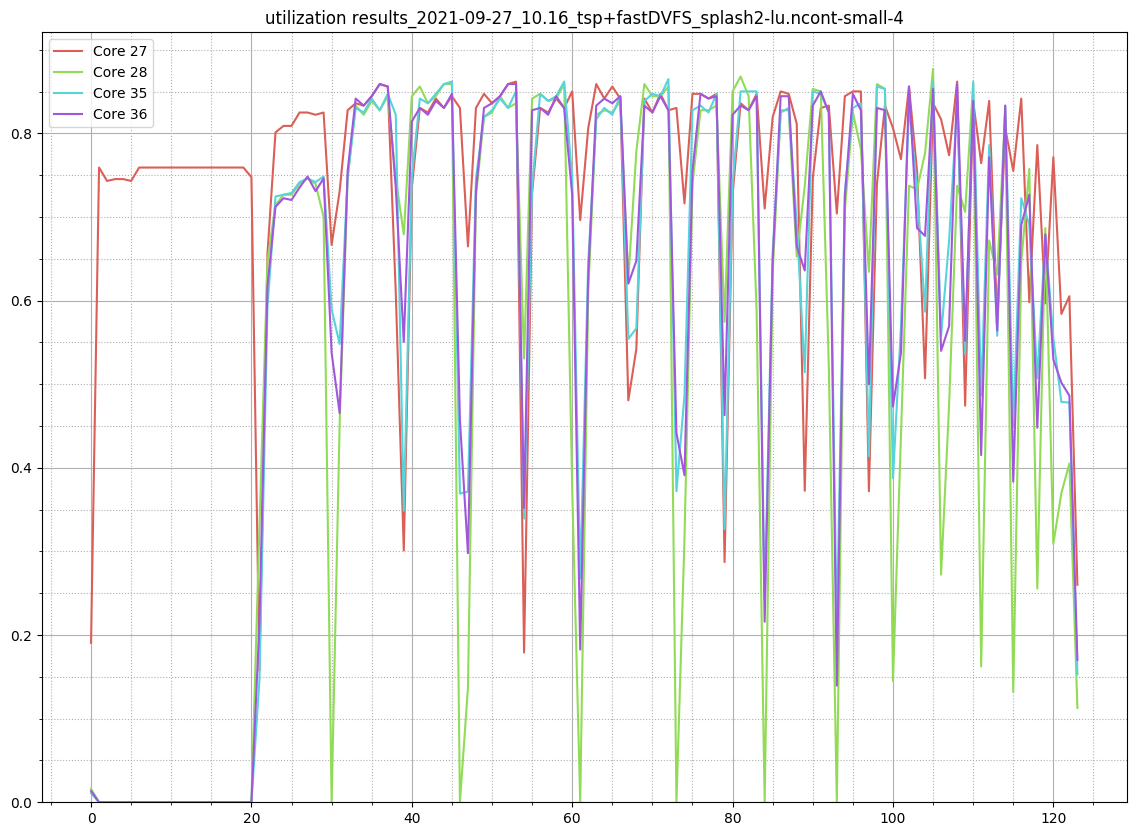 utilization results_2021-09-27_10.16_tsp+fastDVFS_splash2-lu.ncont-small-4
Core 27
Core 28
Core 35
Core 36
0.8
0.6
0.4
0.2
0.0
0 20 40 60 80 100 120